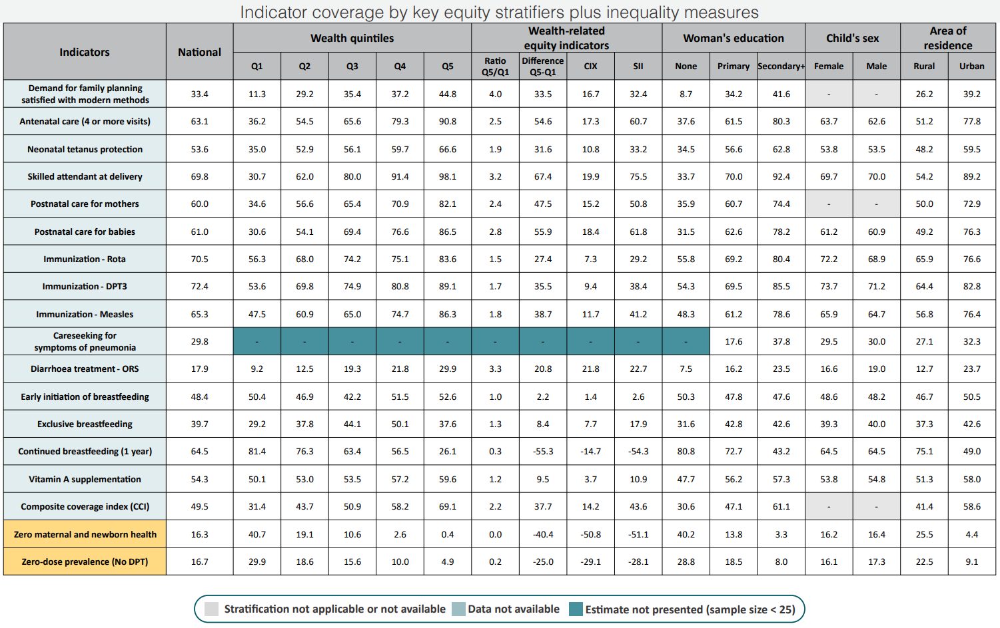 Indicator coverage by key equity stratifiers plus inequality measures
Indicators National Wealth quintiles Wealth-related Woman's education Child's sex Area of
equity indicators residence
Q1 Q2 Q3 Q4 Q5 Ratio Difference CIX SII None Primary Secondary+ Female Male Rural Urban
Q5/Q1 Q5-Q1
Demand for family planning
satisfied with modern methods 33.4 11.3 29.2 35.4 37.2 44.8 4.0 33.5 16.7 32.4 8.7 34.2 41.6 - - 26.2 39.2
Antenatal care (4 or more visits) 63.1 36.2 54.5 65.6 79.3 90.8 2.5 54.6 17.3 60.7 37.6 61.5 80.3 63.7 62.6 51.2 77.8
Neonatal tetanus protection 53.6 35.0 52.9 56.1 59.7 66.6 1.9 31.6 10.8 33.2 34.5 56.6 62.8 53.8 53.5 48.2 59.5
Skilled attendant at delivery 69.8 30.7 62.0 80.0 91.4 98.1 3.2 67.4 19.9 75.5 33.7 70.0 92.4 69.7 70.0 54.2 89.2
Postnatal care for mothers 60.0 34.6 56.6 65.4 70.9 82.1 2.4 47.5 15.2 50.8 35.9 60.7 74.4 - - 50.0 72.9
Postnatal care for babies 61.0 30.6 54.1 69.4 76.6 86.5 2.8 55.9 18.4 61.8 31.5 62.6 78.2 61.2 60.9 49.2 76.3
Immunization - Rota 70.5 56.3 68.0 74.2 75.1 83.6 1.5 27.4 7.3 29.2 55.8 69.2 80.4 72.2 68.9 65.9 76.6
Immunization - DPT3 72.4 53.6 69.8 74.9 80.8 89.1 1.7 35.5 9.4 38.4 54.3 69.5 85.5 73.7 71.2 64.4 82.8
Immunization - Measles 65.3 47.5 60.9 65.0 74.7 86.3 1.8 38.7 11.7 41.2 48.3 61.2 78.6 65.9 64.7 56.8 76.4
Careseeking for
symptoms of pneumonia 29.8 - - - - - - - - - - 17.6 37.8 29.5 30.0 27.1 32.3
Diarrhoea treatment - ORS 17.9 9.2 12.5 19.3 21.8 29.9 3.3 20.8 21.8 22.7 7.5 16.2 23.5 16.6 19.0 12.7 23.7
Early initiation of breastfeeding 48.4 50.4 46.9 42.2 51.5 52.6 1.0 2.2 1.4 2.6 50.3 47.8 47.6 48.6 48.2 46.7 50.5
Exclusive breastfeeding 39.7 29.2 37.8 44.1 50.1 37.6 1.3 8.4 7.7 17.9 31.6 42.8 42.6 39.3 40.0 37.3 42.6
Continued breastfeeding (1 year) 64.5 81.4 76.3 63.4 56.5 26.1 0.3 -55.3 -14.7 -54.3 80.8 72.7 43.2 64.5 64.5 75.1 49.0
Vitamin A supplementation 54.3 50.1 53.0 53.5 57.2 59.6 1.2 9.5 3.7 10.9 47.7 56.2 57.3 53.8 54.8 51.3 58.0
Composite coverage index (CCI) 49.5 31.4 43.7 50.9 58.2 69.1 2.2 37.7 14.2 43.6 30.6 47.1 61.1 - - 41.4 58.6
Zero maternal and newborn health 16.3 40.7 19.1 10.6 2.6 0.4 0.0 -40.4 -50.8 -51.1 40.2 13.8 3.3 16.2 16.4 25.5 4.4
Zero-dose prevalence (No DPT) 16.7 29.9 18.6 15.6 10.0 4.9 0.2 -25.0 -29.1 -28.1 28.8 18.5 8.0 16.1 17.3 22.5 9.1
Stratification not applicable or not available Data not available Estimate not presented (sample size < 25)